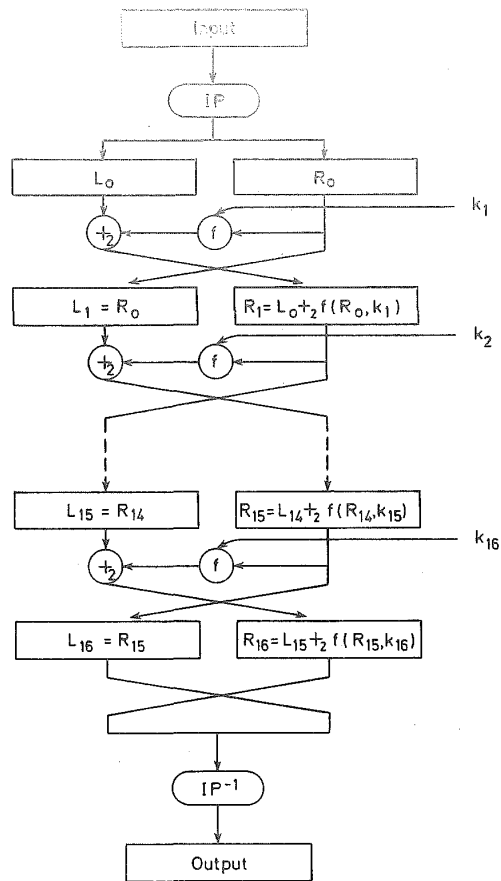 Input
IP
L₀
R₀
k₁
+₂
f
L₁ = R₀
R₁=L₀+₂ f(R₀,k₁)
k₂
+₂
f
L₁₅ = R₁₄
R₁₅=L₁₄+₂ f(R₁₄,k₁₅)
k₁₆
+₂
f
L₁₆ = R₁₅
R₁₆=L₁₅+₂ f(R₁₅,k₁₆)
IP⁻¹
Output